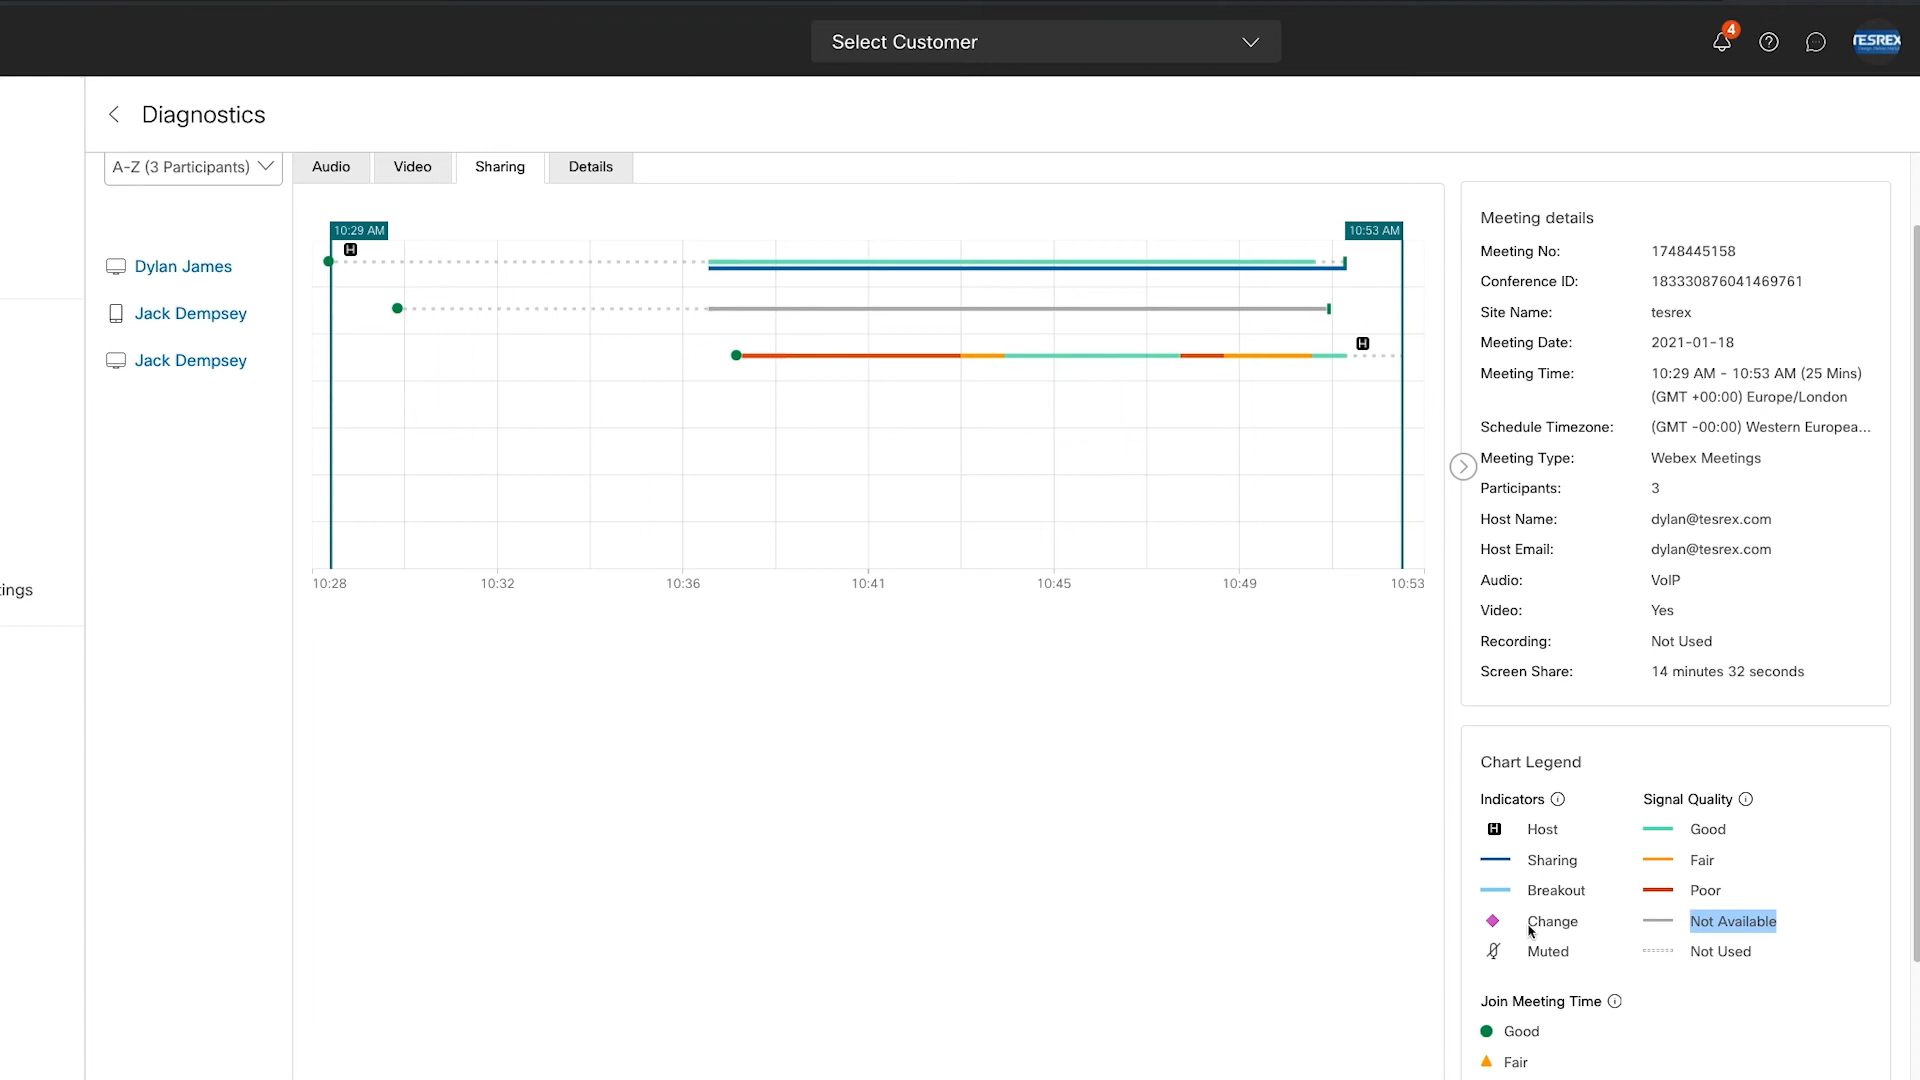 Select Customer
4
TESREX
Diagnostics
A-Z (3 Participants)
Audio
Video
Sharing
Details
10:29 AM
10:53 AM
H
Dylan James
Jack Dempsey
H
Jack Dempsey
10:28
10:32
10:36
10:41
10:45
10:49
10:53
tings
Meeting details
Meeting No: 1748445158
Conference ID: 183330876041469761
Site Name: tesrex
Meeting Date: 2021-01-18
Meeting Time: 10:29 AM - 10:53 AM (25 Mins)
(GMT +00:00) Europe/London
Schedule Timezone: (GMT -00:00) Western Europea...
Meeting Type: Webex Meetings
Participants: 3
Host Name: dylan@tesrex.com
Host Email: dylan@tesrex.com
Audio: VoIP
Video: Yes
Recording: Not Used
Screen Share: 14 minutes 32 seconds
Chart Legend
Indicators
Signal Quality
H Host
Good
Sharing
Fair
Breakout
Poor
Change
Not Available
Muted
Not Used
Join Meeting Time
Good
Fair